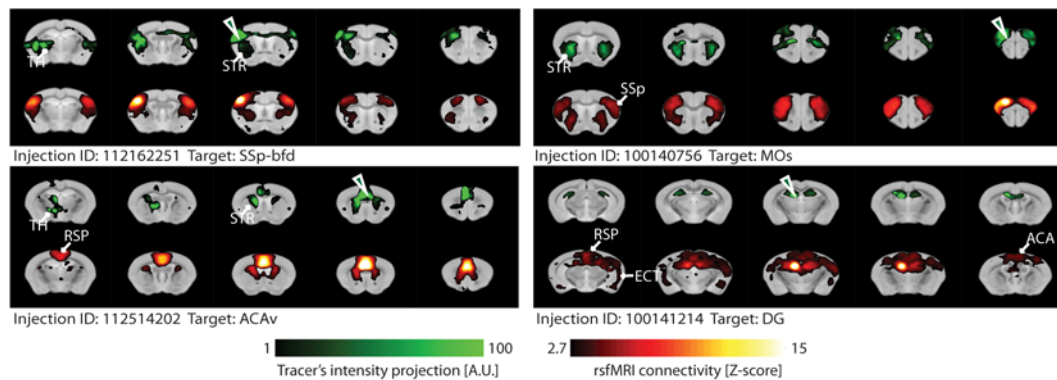 TH
STR
Injection ID: 112162251 Target: SSp-bfd
STR
SSp
Injection ID: 100140756 Target: MOs
TH
STR
RSP
Injection ID: 112514202 Target: ACAv
RSP
ECT
ACA
Injection ID: 100141214 Target: DG
1 100
Tracer's intensity projection [A.U.]
2.7 15
rsfMRI connectivity [Z-score]